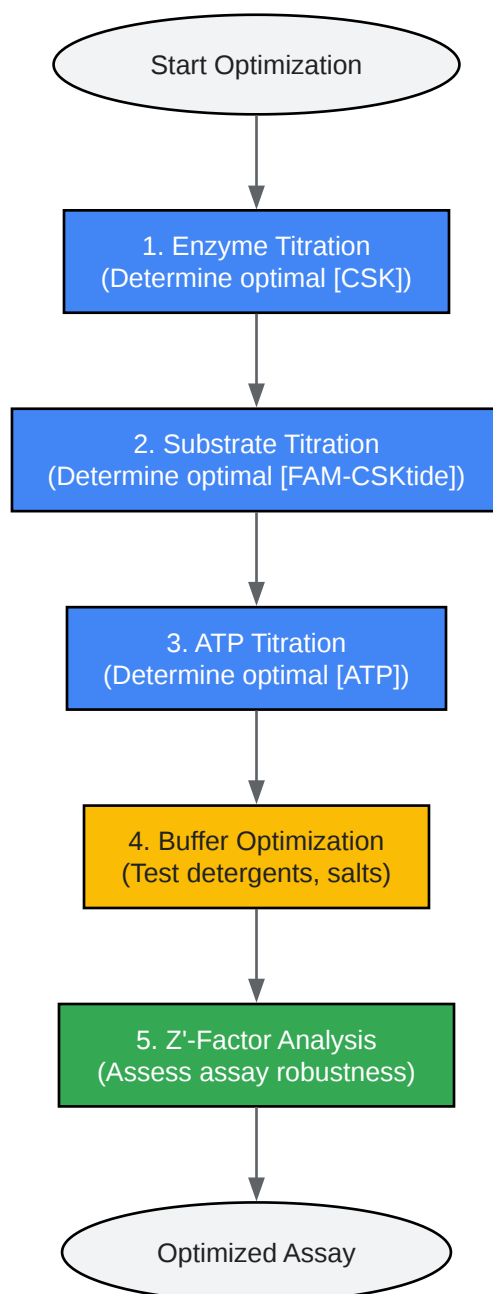 Start Optimization
1. Enzyme Titration
(Determine optimal [CSK])
2. Substrate Titration
(Determine optimal [FAM-CSKtide])
3. ATP Titration
(Determine optimal [ATP])
4. Buffer Optimization
(Test detergents, salts)
5. Z'-Factor Analysis
(Assess assay robustness)
Optimized Assay